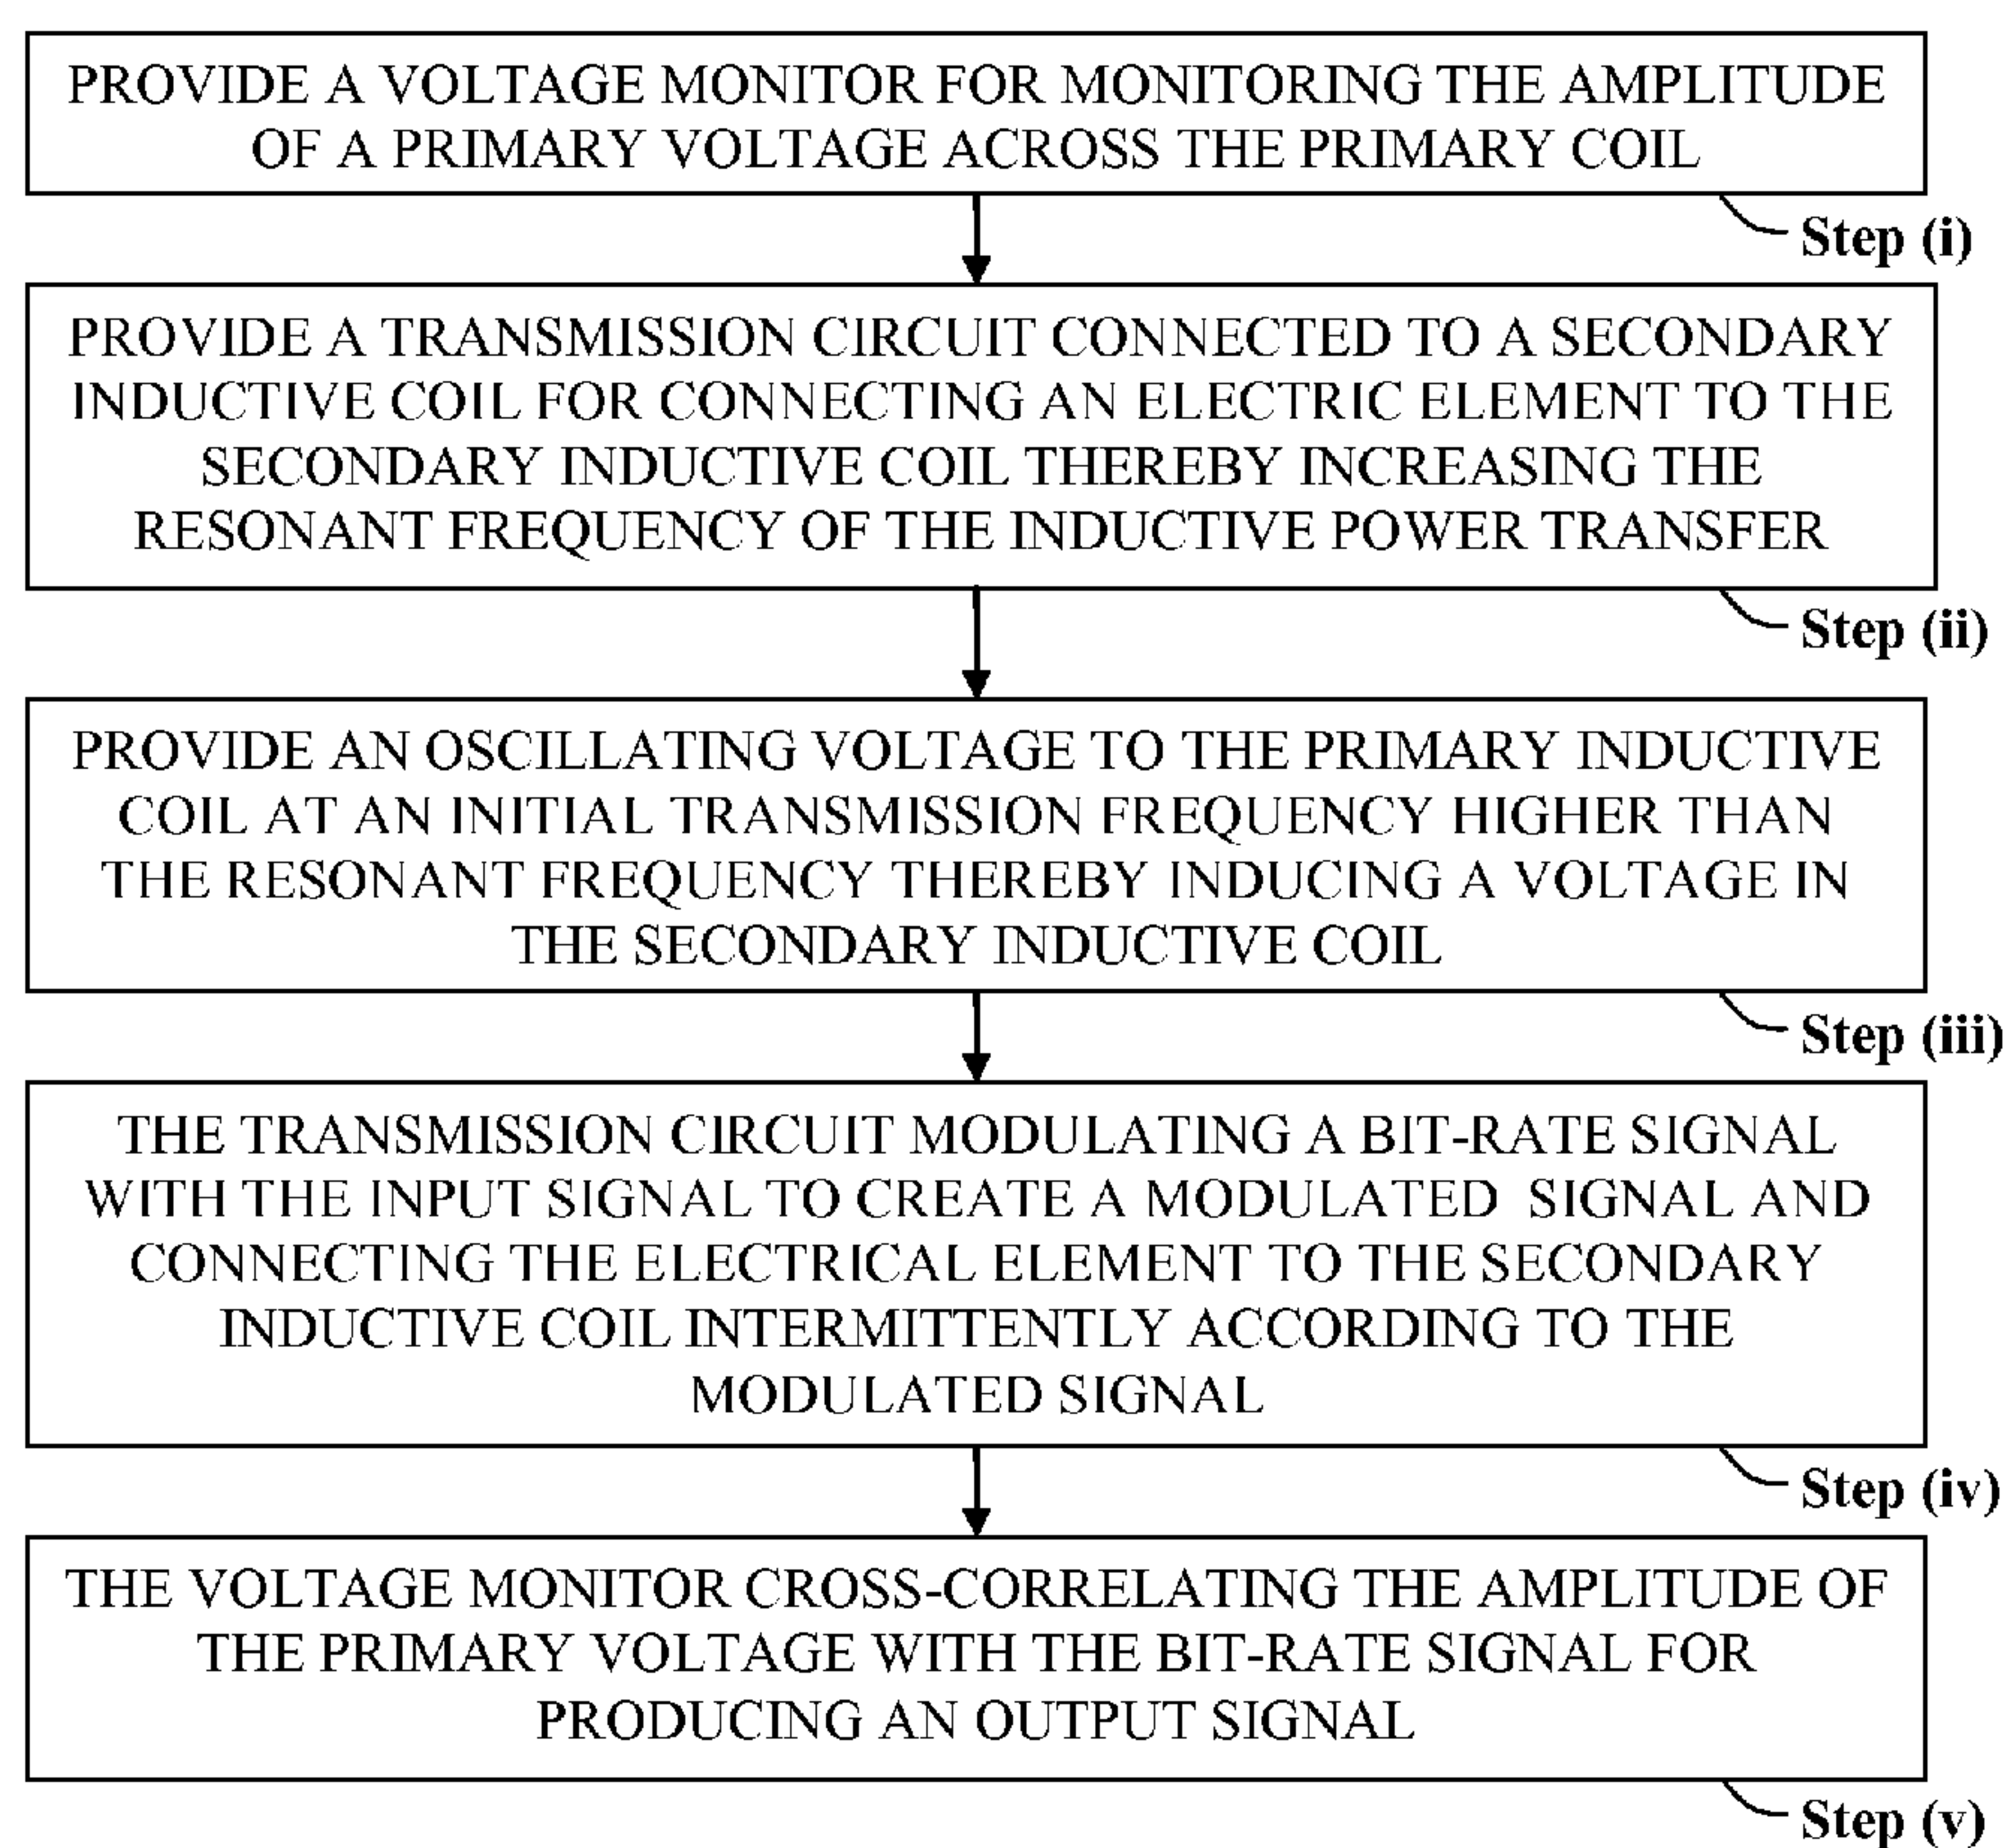 PROVIDE A VOLTAGE MONITOR FOR MONITORING THE AMPLITUDE
OF A PRIMARY VOLTAGE ACROSS THE PRIMARY COIL
Step (i)
PROVIDE A TRANSMISSION CIRCUIT CONNECTED TO A SECONDARY
INDUCTIVE COIL FOR CONNECTING AN ELECTRIC ELEMENT TO THE
SECONDARY INDUCTIVE COIL THEREBY INCREASING THE
RESONANT FREQUENCY OF THE INDUCTIVE POWER TRANSFER
Step (ii)
PROVIDE AN OSCILLATING VOLTAGE TO THE PRIMARY INDUCTIVE
COIL AT AN INITIAL TRANSMISSION FREQUENCY HIGHER THAN
THE RESONANT FREQUENCY THEREBY INDUCING A VOLTAGE IN
THE SECONDARY INDUCTIVE COIL
Step (iii)
THE TRANSMISSION CIRCUIT MODULATING A BIT-RATE SIGNAL
WITH THE INPUT SIGNAL TO CREATE A MODULATED SIGNAL AND
CONNECTING THE ELECTRICAL ELEMENT TO THE SECONDARY
INDUCTIVE COIL INTERMITTENTLY ACCORDING TO THE
MODULATED SIGNAL
Step (iv)
THE VOLTAGE MONITOR CROSS-CORRELATING THE AMPLITUDE OF
THE PRIMARY VOLTAGE WITH THE BIT-RATE SIGNAL FOR
PRODUCING AN OUTPUT SIGNAL
Step (v)